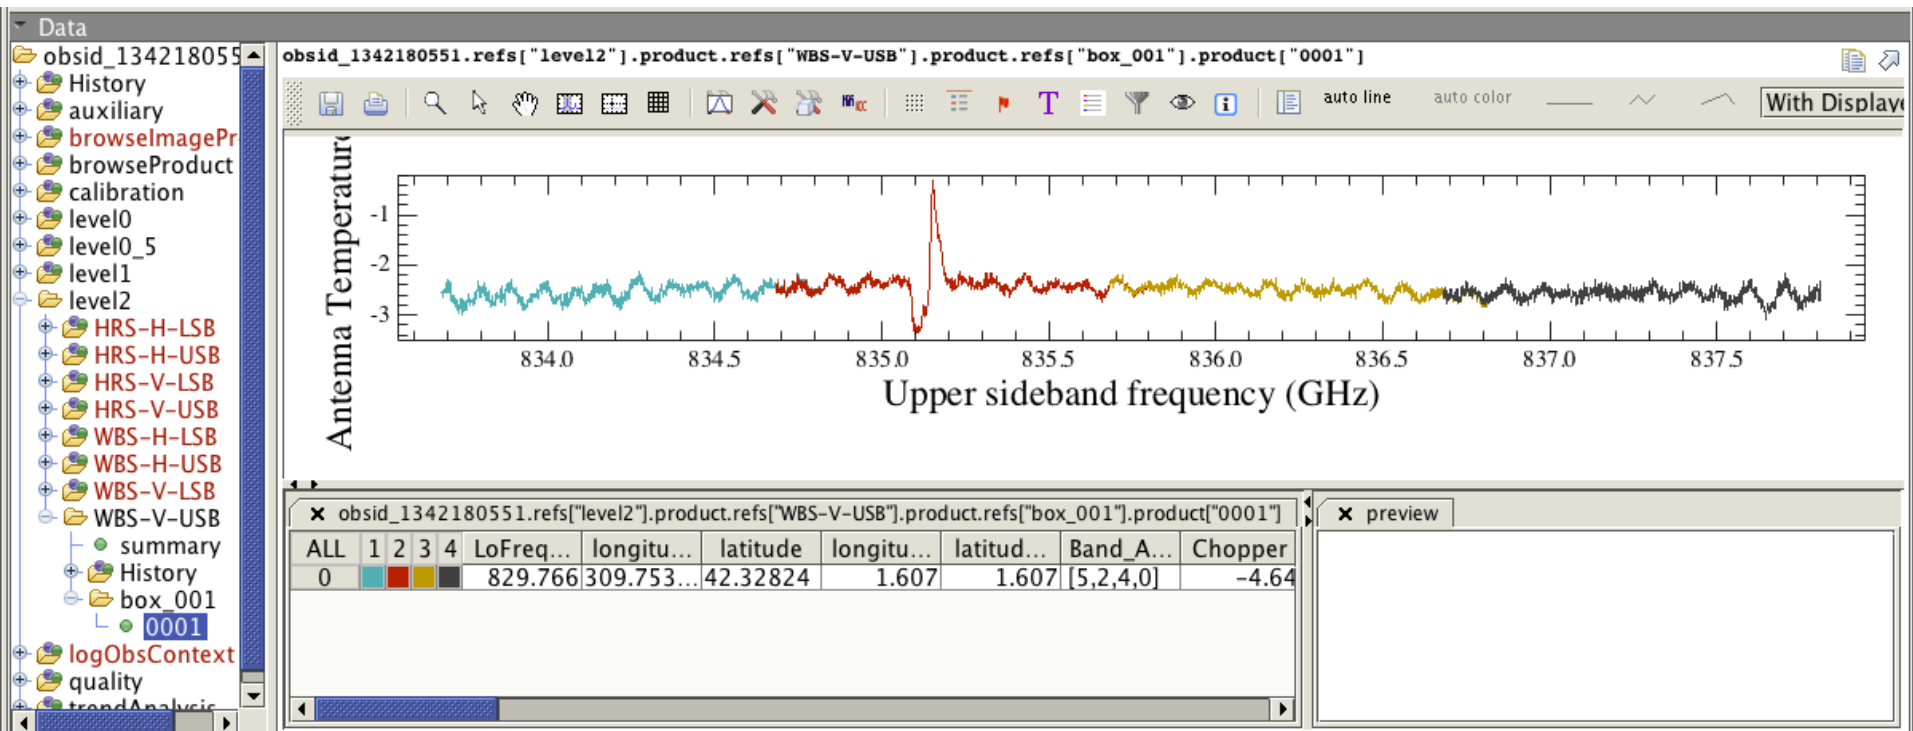 Data
obsid_134218055
History
auxiliary
browseImagePr
browseProduct
calibration
level0
level0_5
level1
level2
HRS-H-LSB
HRS-H-USB
HRS-V-LSB
HRS-V-USB
WBS-H-LSB
WBS-H-USB
WBS-V-LSB
WBS-V-USB
summary
History
box_001
0001
logObsContext
quality
trendAnalysis
obsid_1342180551.refs["level2"].product.refs["WBS-V-USB"].product.refs["box_001"].product["0001"]
T auto line auto color With Displaye
Antenna Temperature
-1
-2
-3
834.0 834.5 835.0 835.5 836.0 836.5 837.0 837.5
Upper sideband frequency (GHz)
obsid_1342180551.refs["level2"].product.refs["WBS-V-USB"].product.refs["box_001"].product["0001"]
ALL 1 2 3 4 LoFreq... longitu... latitude longitu... latitud... Band_A... Chopper
0 829.766 309.753... 42.32824 1.607 1.607 [5,2,4,0] -4.64
preview